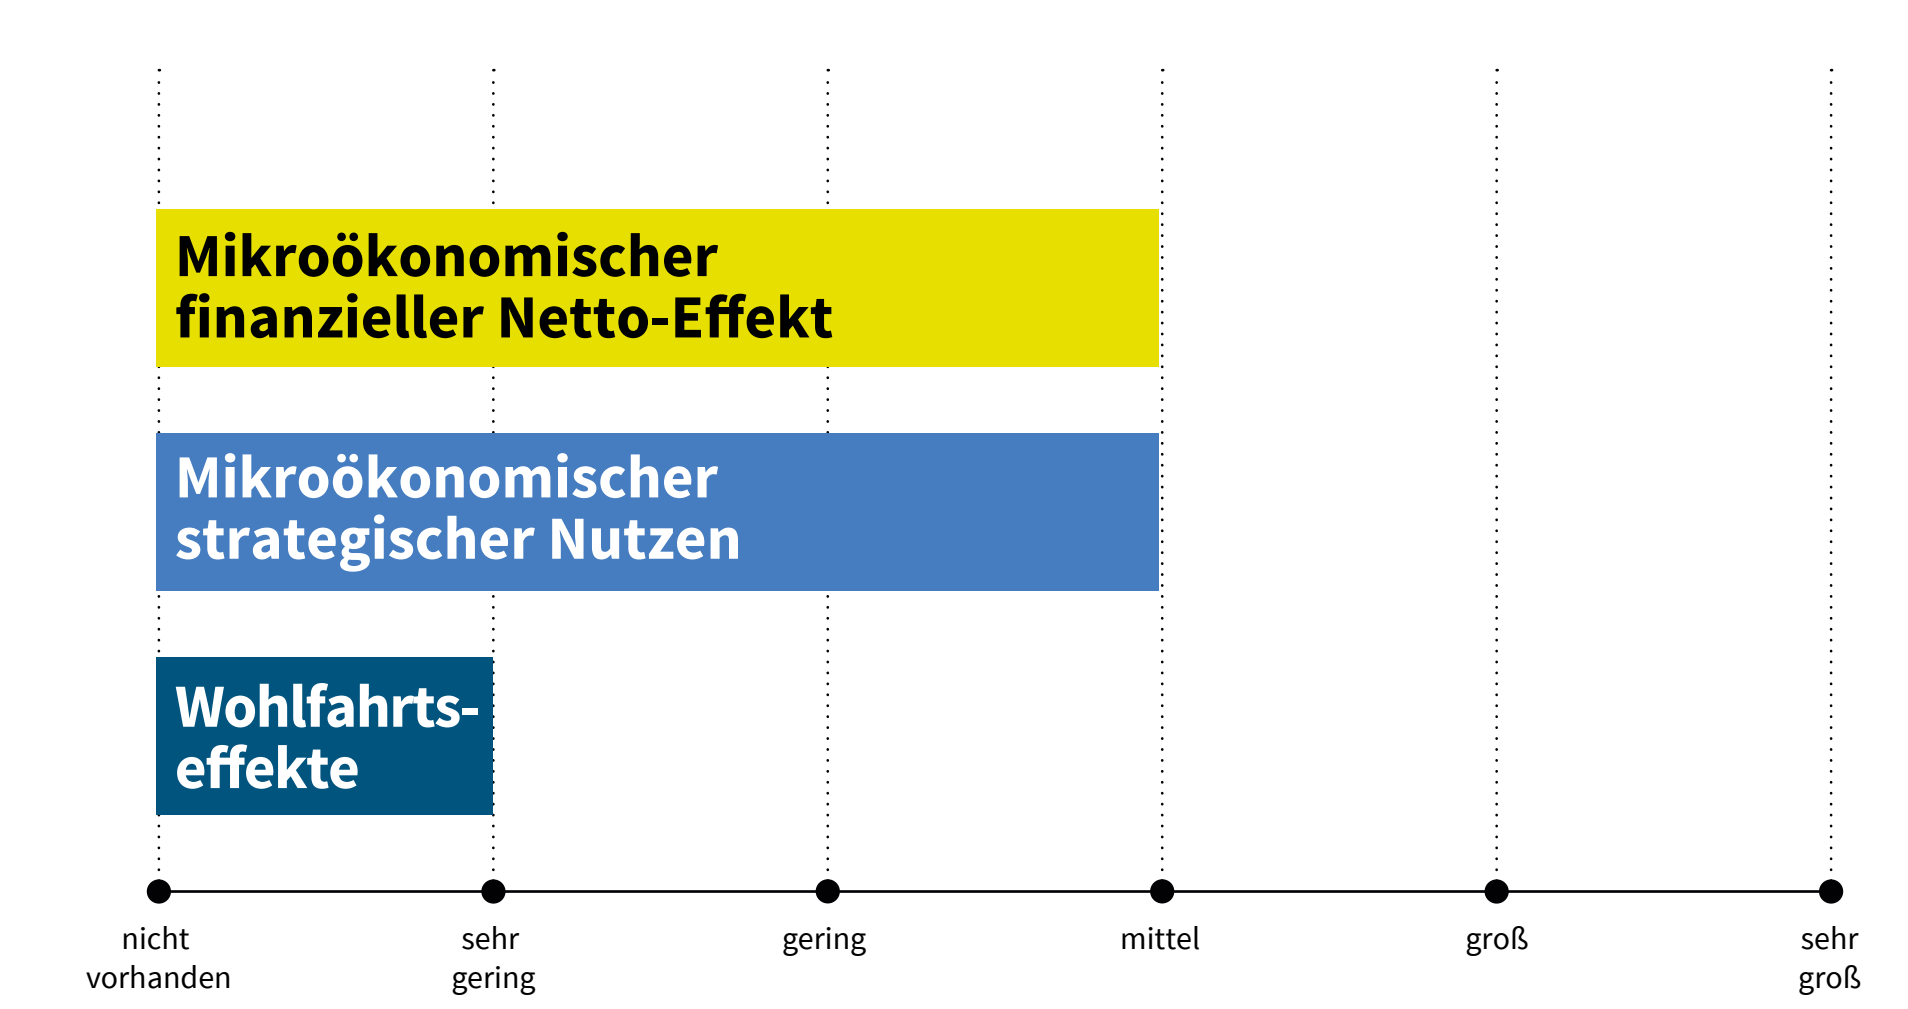 Mikroökonomischer
finanzieller Netto-Effekt
Mikroökonomischer
strategischer Nutzen
Wohlfahrts-
effekte
nicht
vorhanden
sehr
gering
gering
mittel
groß
sehr
groß